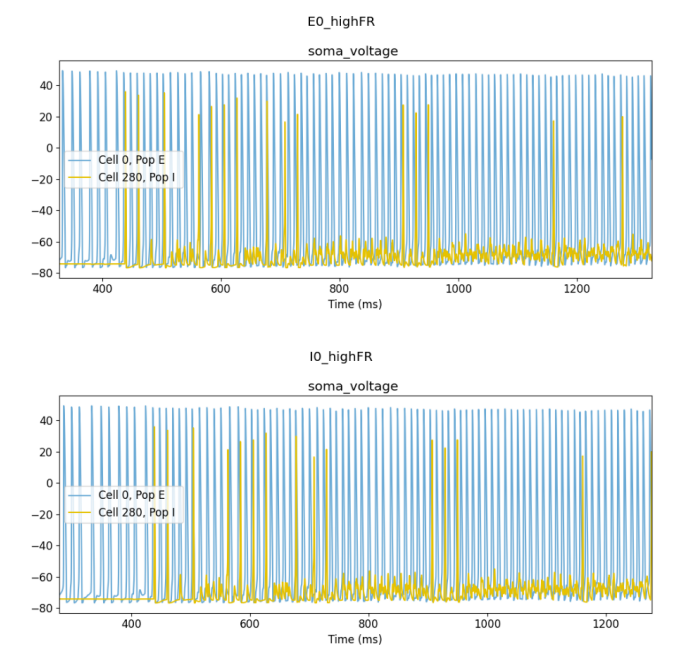 E0_highFR
soma_voltage
40
20
0
−20
−40
−60
−80
Cell 0, Pop E
Cell 280, Pop I
400 600 800 1000 1200
Time (ms)
I0_highFR
soma_voltage
40
20
0
−20
−40
−60
−80
Cell 0, Pop E
Cell 280, Pop I
400 600 800 1000 1200
Time (ms)